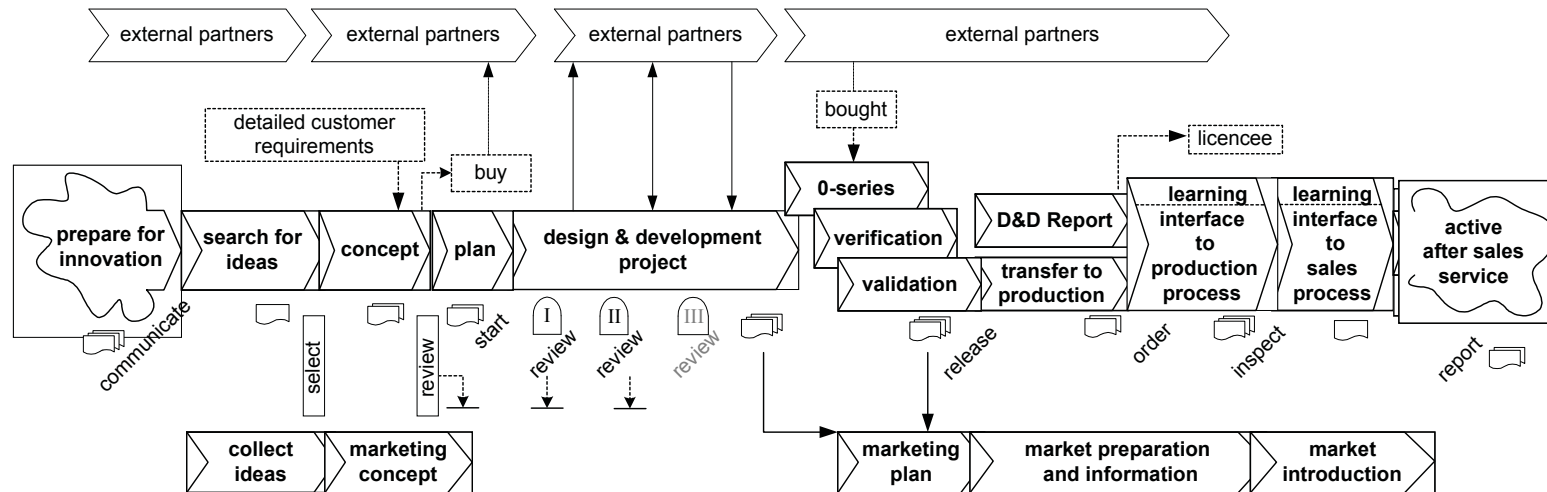 external partners
external partners
external partners
external partners
detailed customer
requirements
buy
bought
licencee
prepare for
innovation
search for
ideas
concept
plan
design & development
project
0-series
verification
validation
D&D Report
transfer to
production
learning
interface
to
production
process
learning
interface
to
sales
process
active
after sales
service
communicate
select
review
start
I
review
II
review
III
review
release
order
inspect
report
collect
ideas
marketing
concept
marketing
plan
market preparation
and information
market
introduction